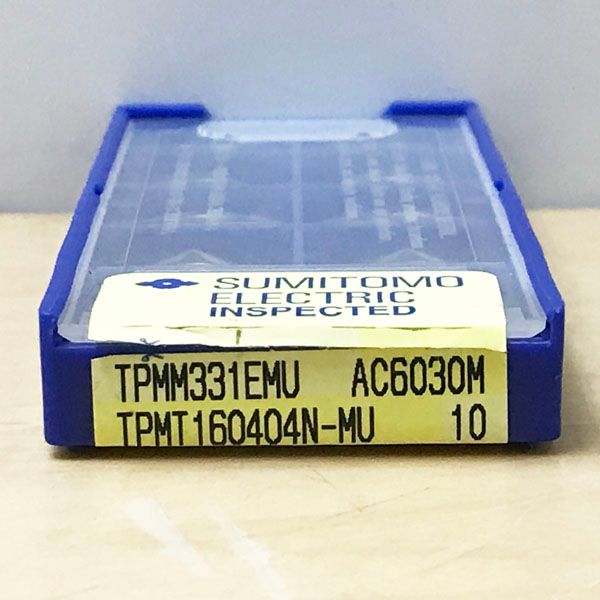 SUMITOMO
ELECTRIC
INSPECTED
TPMM331EMU AC6030M
TPMT160404N-MU 10